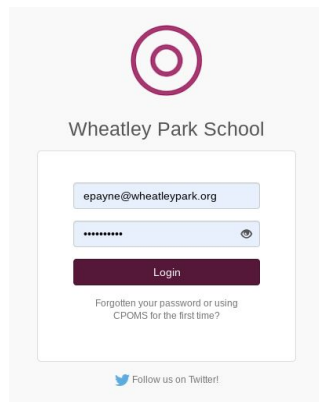 Wheatley Park School
epayne@wheatleypark.org
••••••••••
Login
Forgotten your password or using
CPOMS for the first time?
Follow us on Twitter!